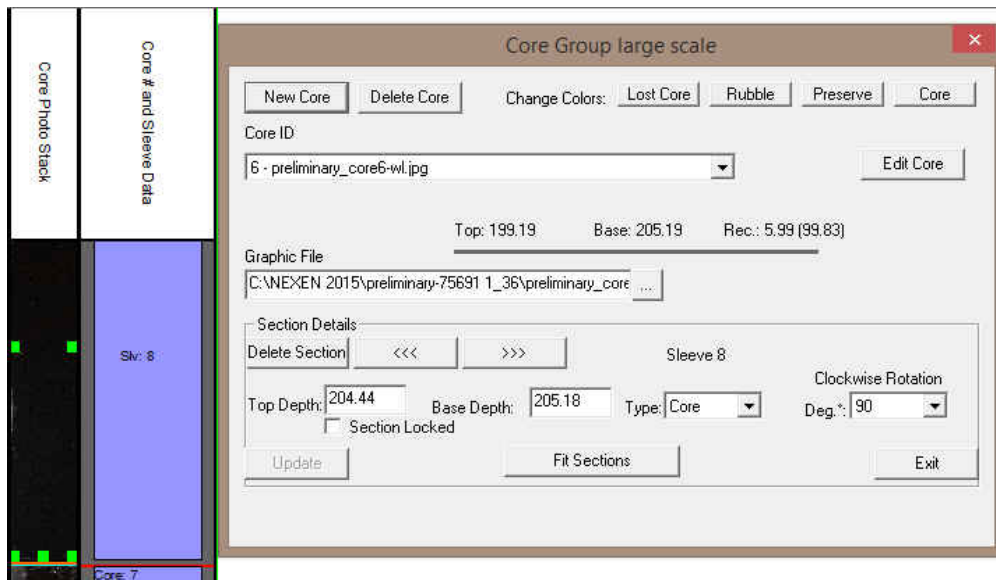 Core Photo Stack
Core # and Sleeve Data
Slv: 8
Core: 7
Core Group large scale
New Core Delete Core Change Colors: Lost Core Rubble Preserve Core
Core ID
6 - preliminary_core6-wl.jpg Edit Core
Top: 199.19 Base: 205.19 Rec.: 5.99 (99.83)
Graphic File
C:\NEXEN 2015\preliminary-75691 1_36\preliminary_core ...
Section Details
Delete Section <<< >>> Sleeve 8
Clockwise Rotation
Top Depth: 204.44 Base Depth: 205.18 Type: Core Deg.*: 90
Section Locked
Update Fit Sections Exit